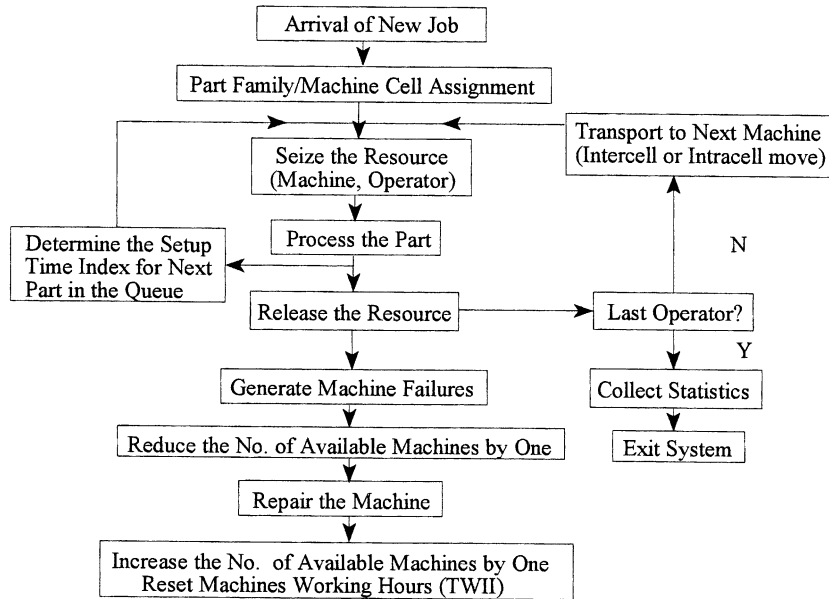 Arrival of New Job
Part Family/Machine Cell Assignment
Transport to Next Machine
(Intercell or Intracell move)
Seize the Resource
(Machine, Operator)
Process the Part
Determine the Setup
Time Index for Next
Part in the Queue
N
Release the Resource
Last Operator?
Y
Generate Machine Failures
Collect Statistics
Reduce the No. of Available Machines by One
Exit System
Repair the Machine
Increase the No. of Available Machines by One
Reset Machines Working Hours (TWII)